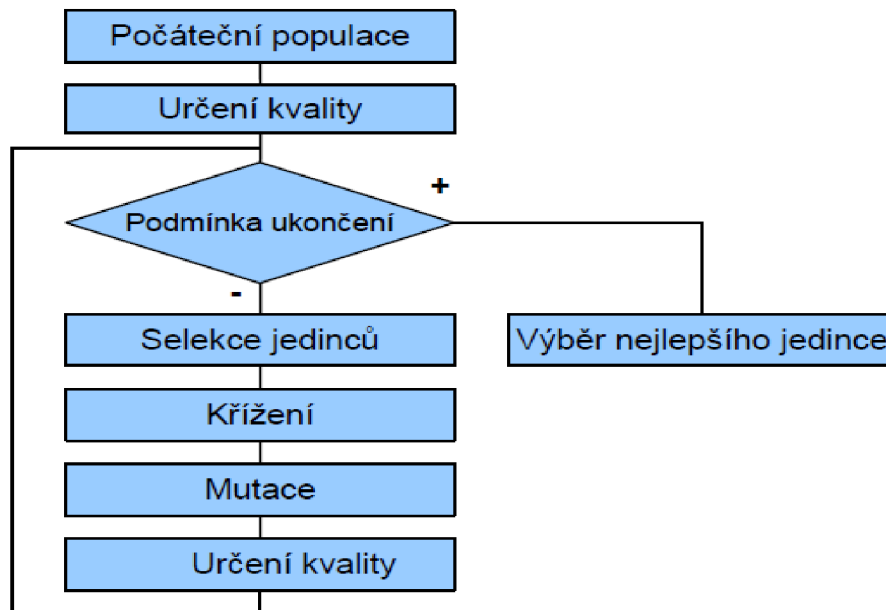 Počáteční populace
Určení kvality
+
Podmínka ukončení
-
Selekce jedinců
Výběr nejlepšího jedince
Křížení
Mutace
Určení kvality